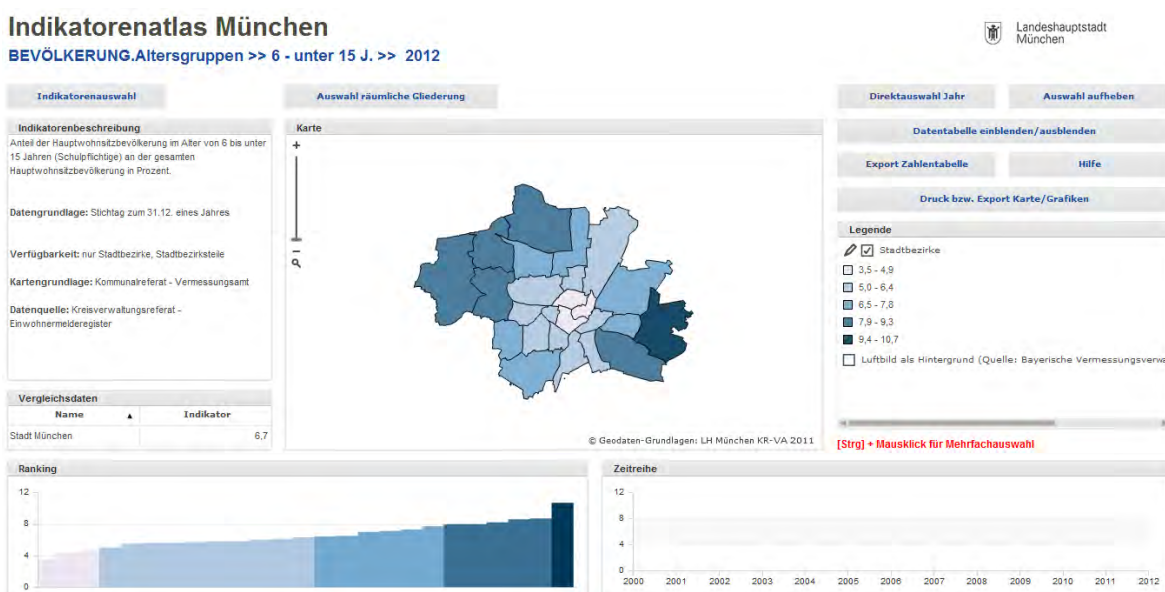 Indikatorenatlas München
BEVÖLKERUNG.Altersgruppen >> 6 - unter 15 J. >> 2012
Landeshauptstadt
München
Indikatorenauswahl
Auswahl räumliche Gliederung
Direktauswahl Jahr
Auswahl aufheben
Datentabelle einblenden/ausblenden
Export Zahlentabelle
Hilfe
Druck bzw. Export Karte/Grafiken
Indikatorenbeschreibung
Anteil der Hauptwohnsitzbevölkerung im Alter von 6 bis unter
15 Jahren (Schulpflichtige) an der gesamten
Hauptwohnsitzbevölkerung in Prozent.
Datengrundlage: Stichtag zum 31.12. eines Jahres
Verfügbarkeit: nur Stadtbezirke, Stadtbezirksteile
Kartengrundlage: Kommunalreferat - Vermessungsamt
Datenquelle: Kreisverwaltungsreferat -
Einwohnermelderegister
Vergleichsdaten
Name ▲ Indikator
Stadt München 6,7
Karte
+
−
© Geodaten-Grundlagen: LH München KR-VA 2011
Legende
Stadtbezirke
3,5 - 4,9
5,0 - 6,4
6,5 - 7,8
7,9 - 9,3
9,4 - 10,7
Luftbild als Hintergrund (Quelle: Bayerische Vermessungsverwa
[Strg] + Mausklick für Mehrfachauswahl
Ranking
12
8
4
0
Zeitreihe
12
8
4
0
2000 2001 2002 2003 2004 2005 2006 2007 2008 2009 2010 2011 2012